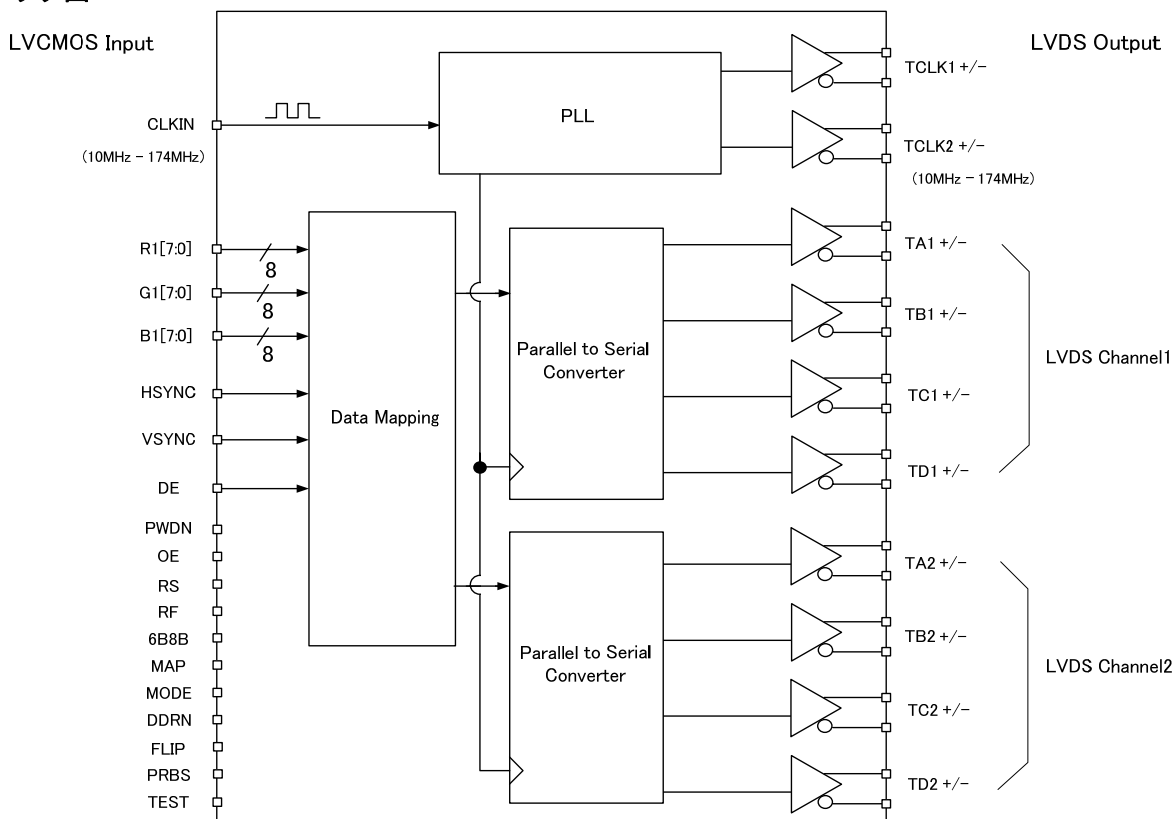 LVCMOS Input
LVDS Output
CLKIN
(10MHz - 174MHz)
R1[7:0]
8
G1[7:0]
8
B1[7:0]
8
HSYNC
VSYNC
DE
PWDN
OE
RS
RF
6B8B
MAP
MODE
DDRN
FLIP
PRBS
TEST
PLL
Data Mapping
Parallel to Serial
Converter
Parallel to Serial
Converter
TCLK1 +/-
TCLK2 +/-
(10MHz - 174MHz)
TA1 +/-
TB1 +/-
TC1 +/-
TD1 +/-
LVDS Channel1
TA2 +/-
TB2 +/-
TC2 +/-
TD2 +/-
LVDS Channel2